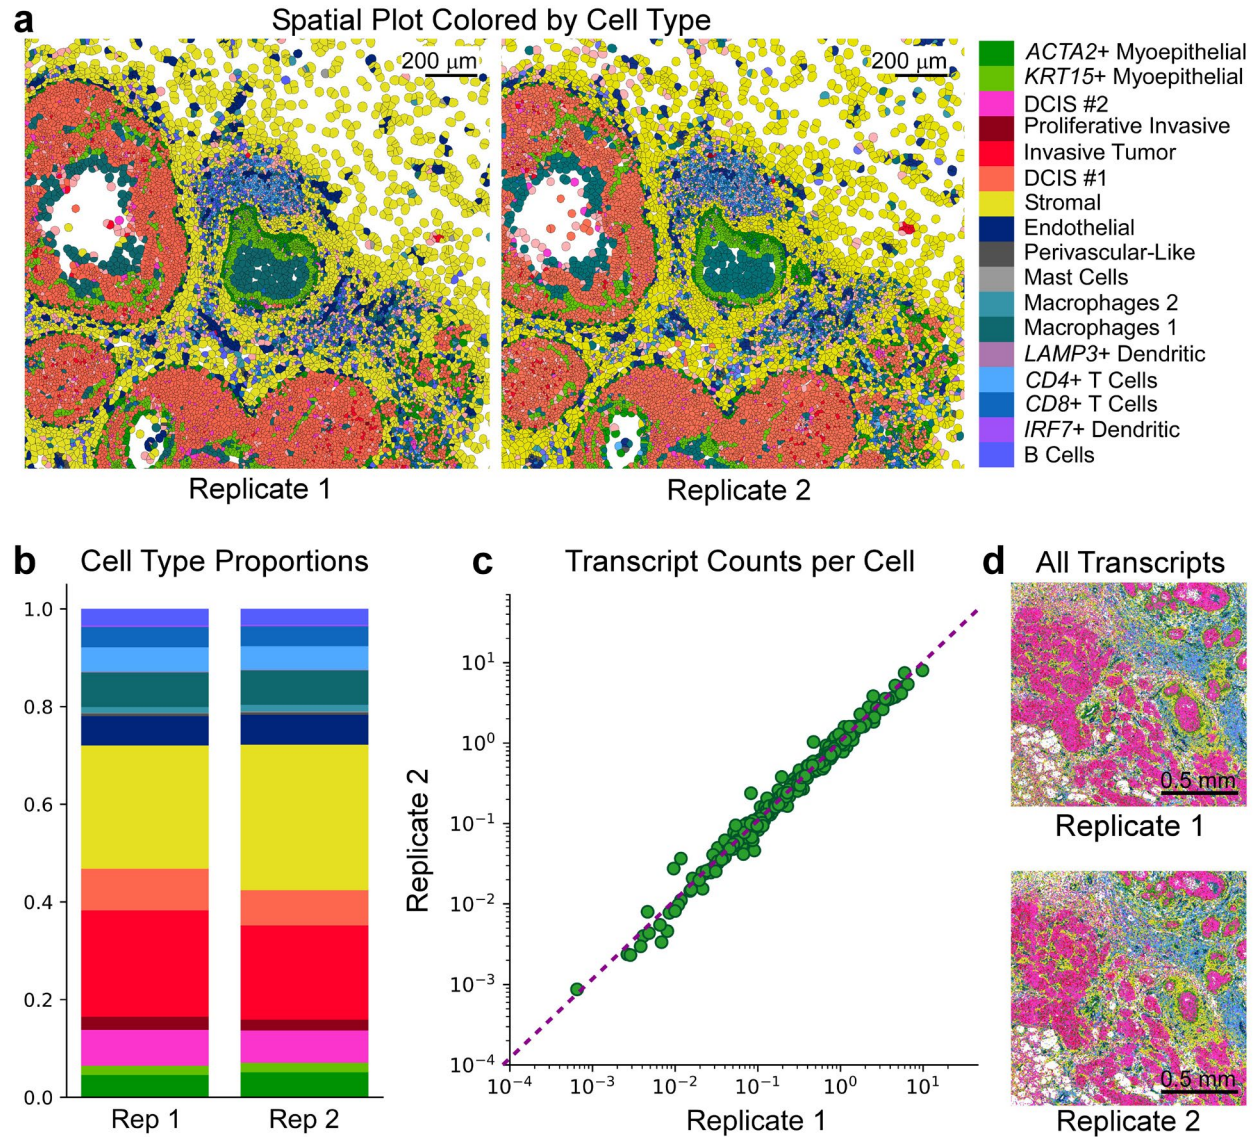 a
Spatial Plot Colored by Cell Type
200 μm
200 μm
Replicate 1
Replicate 2
ACTA2+ Myoepithelial
KRT15+ Myoepithelial
DCIS #2
Proliferative Invasive
Invasive Tumor
DCIS #1
Stromal
Endothelial
Perivascular-Like
Mast Cells
Macrophages 2
Macrophages 1
LAMP3+ Dendritic
CD4+ T Cells
CD8+ T Cells
IRF7+ Dendritic
B Cells
b
Cell Type Proportions
1.0
0.8
0.6
0.4
0.2
0.0
Rep 1
Rep 2
c
Transcript Counts per Cell
Replicate 2
10¹
10⁰
10⁻¹
10⁻²
10⁻³
10⁻⁴
10⁻⁴
10⁻³
10⁻²
10⁻¹
10⁰
10¹
Replicate 1
d
All Transcripts
0.5 mm
Replicate 1
0.5 mm
Replicate 2